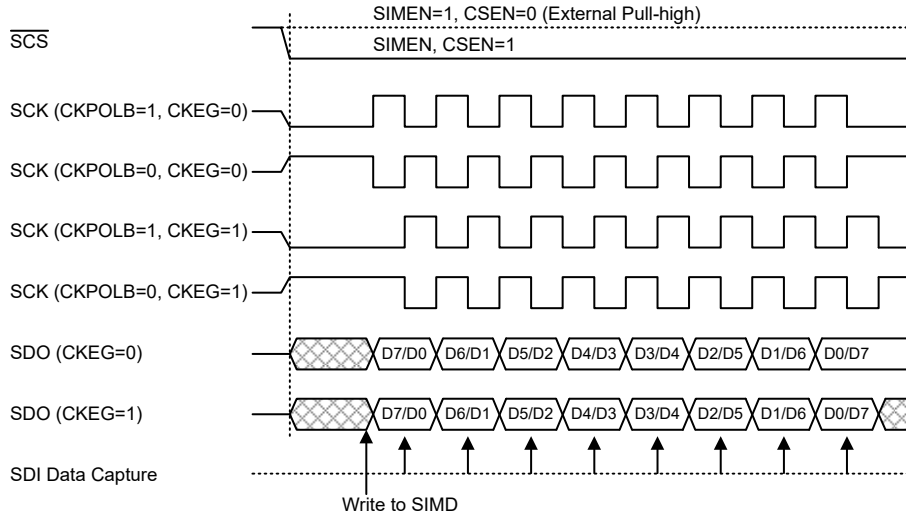 SIMEN=1, CSEN=0 (External Pull-high)
SCS
SIMEN, CSEN=1
SCK (CKPOLB=1, CKEG=0)
SCK (CKPOLB=0, CKEG=0)
SCK (CKPOLB=1, CKEG=1)
SCK (CKPOLB=0, CKEG=1)
SDO (CKEG=0) D7/D0 D6/D1 D5/D2 D4/D3 D3/D4 D2/D5 D1/D6 D0/D7
SDO (CKEG=1) D7/D0 D6/D1 D5/D2 D4/D3 D3/D4 D2/D5 D1/D6 D0/D7
SDI Data Capture
Write to SIMD